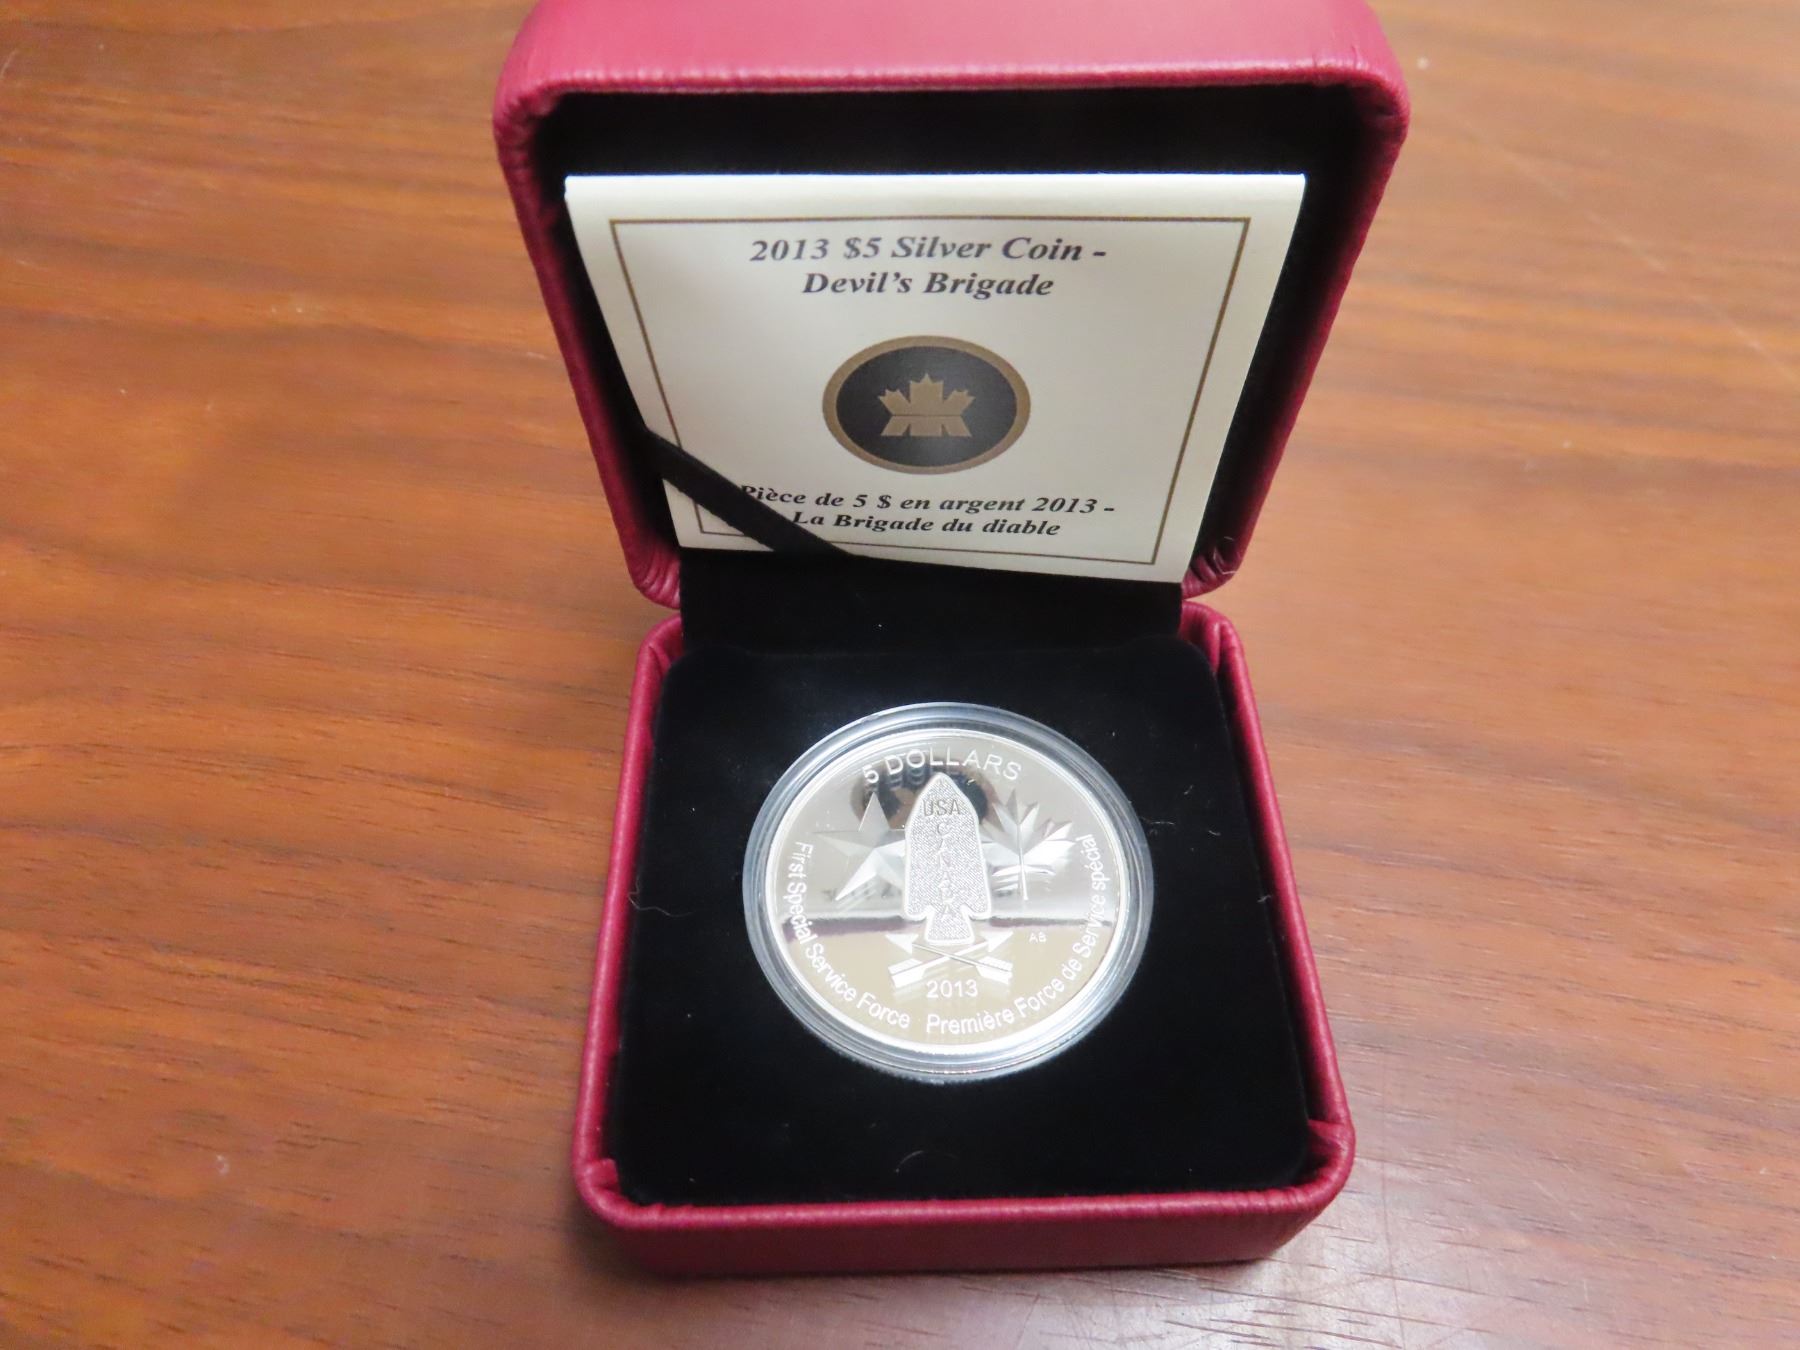 2013 $5 Silver Coin -
Devil's Brigade
Pièce de 5 $ en argent 2013 -
La Brigade du diable
5 DOLLARS
USA
CANADA
AB
2013
First Special Service Force
Première Force de Service spécial